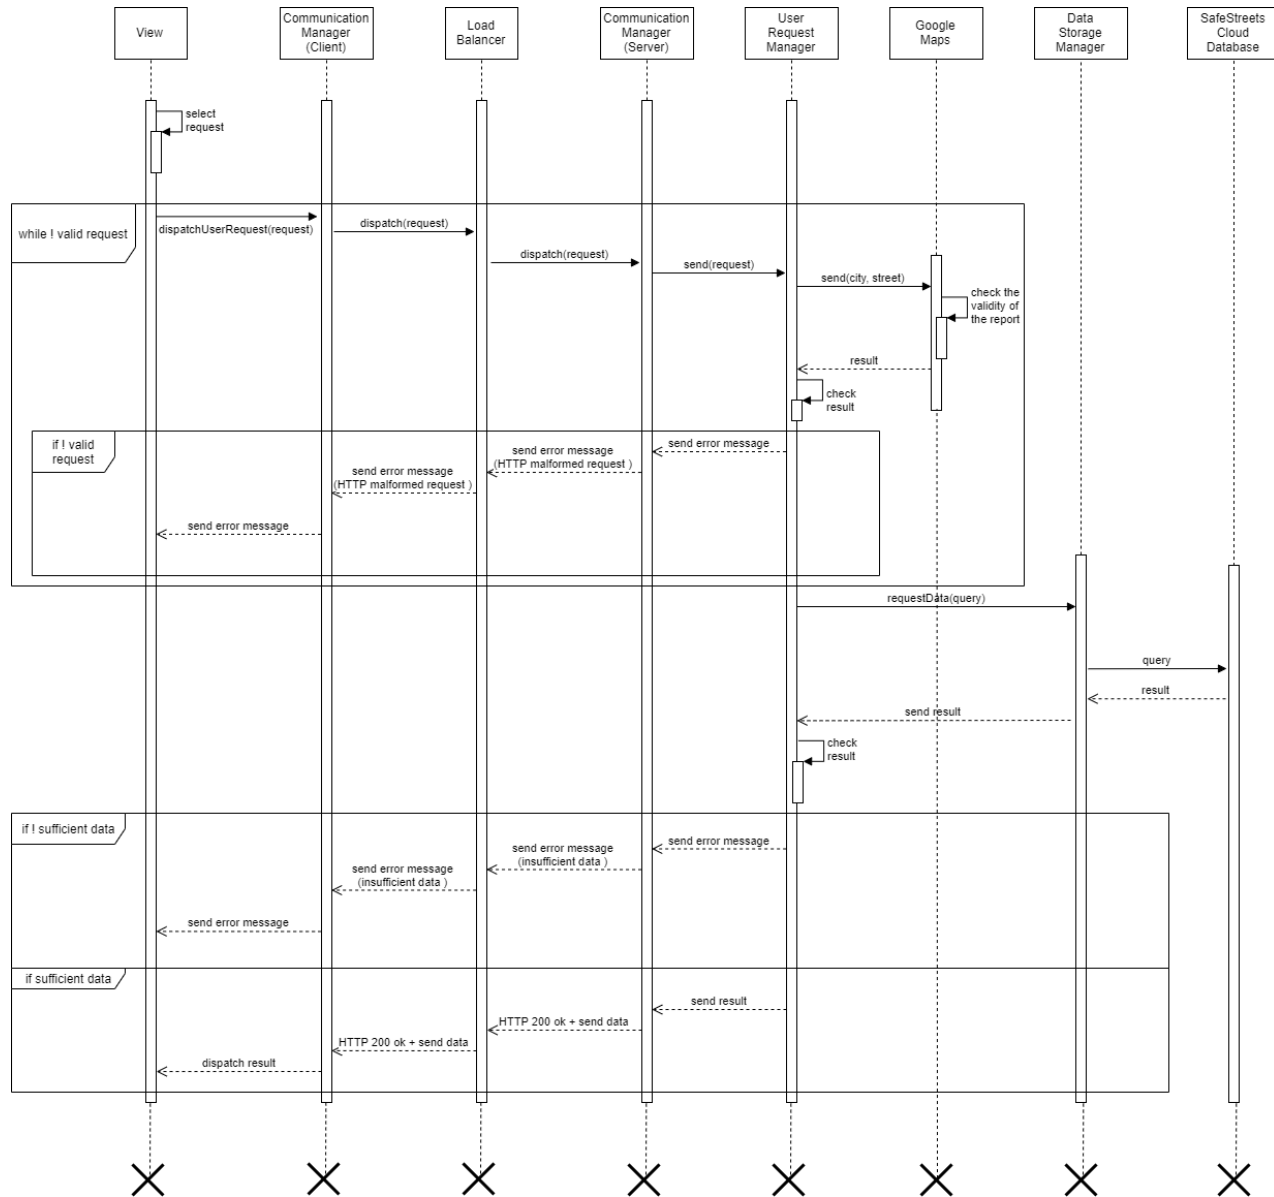 View
Communication
Manager
(Client)
Load
Balancer
Communication
Manager
(Server)
User
Request
Manager
Google
Maps
Data
Storage
Manager
SafeStreets
Cloud
Database
select
request
while ! valid request
dispatchUserRequest(request)
dispatch(request)
dispatch(request)
send(request)
send(city, street)
check the
validity of
the report
result
check
result
if ! valid
request
send error message
send error message
(HTTP malformed request )
send error message
(HTTP malformed request )
send error message
requestData(query)
query
result
send result
check
result
if ! sufficient data
send error message
send error message
(insufficient data )
send error message
(insufficient data )
send error message
if sufficient data
send result
HTTP 200 ok + send data
HTTP 200 ok + send data
dispatch result